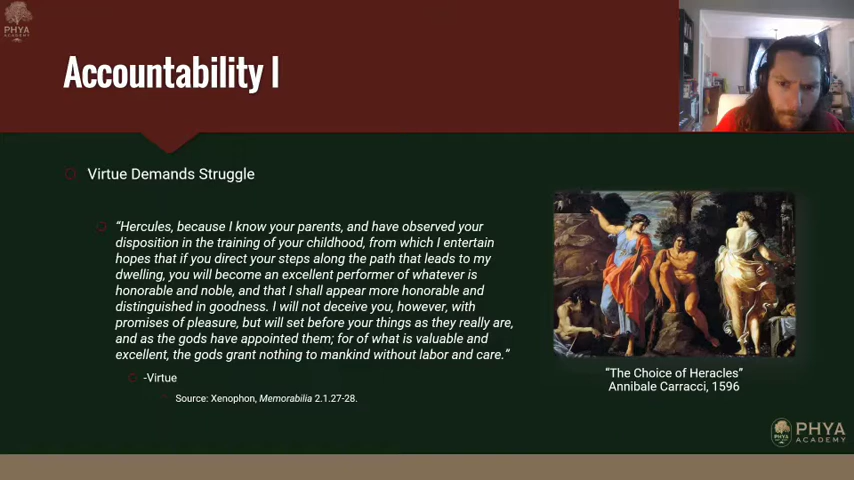 PHYA
ACADEMY
Accountability I
Virtue Demands Struggle
“Hercules, because I know your parents, and have observed your
disposition in the training of your childhood, from which I entertain
hopes that if you direct your steps along the path that leads to my
dwelling, you will become an excellent performer of whatever is
honorable and noble, and that I shall appear more honorable and
distinguished in goodness. I will not deceive you, however, with
promises of pleasure, but will set before your things as they really are,
and as the gods have appointed them; for of what is valuable and
excellent, the gods grant nothing to mankind without labor and care.”
-Virtue
Source: Xenophon, Memorabilia 2.1.27-28.
“The Choice of Heracles”
Annibale Carracci, 1596
PHYA
PHYA
ACADEMY